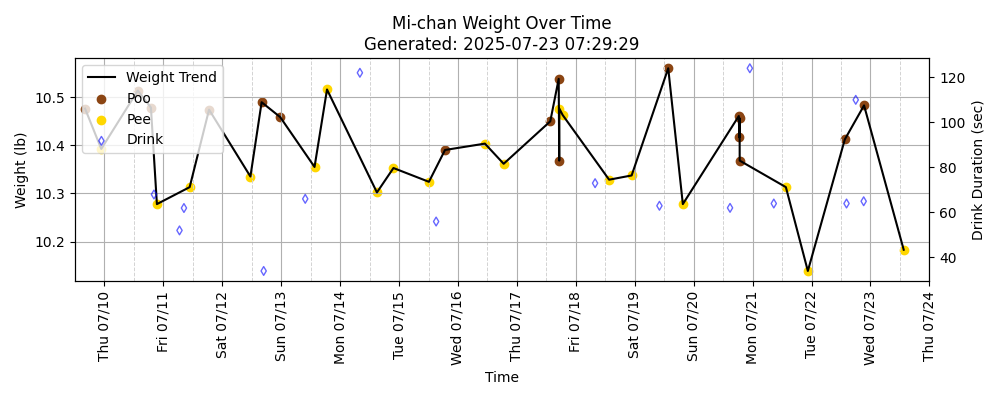 Mi-chan Weight Over Time
Generated: 2025-07-23 07:29:29
Weight Trend
Poo
Pee
Drink
Weight (lb)
10.5
10.4
10.3
10.2
Drink Duration (sec)
120
100
80
60
40
Thu 07/10
Fri 07/11
Sat 07/12
Sun 07/13
Mon 07/14
Tue 07/15
Wed 07/16
Thu 07/17
Fri 07/18
Sat 07/19
Sun 07/20
Mon 07/21
Tue 07/22
Wed 07/23
Thu 07/24
Time